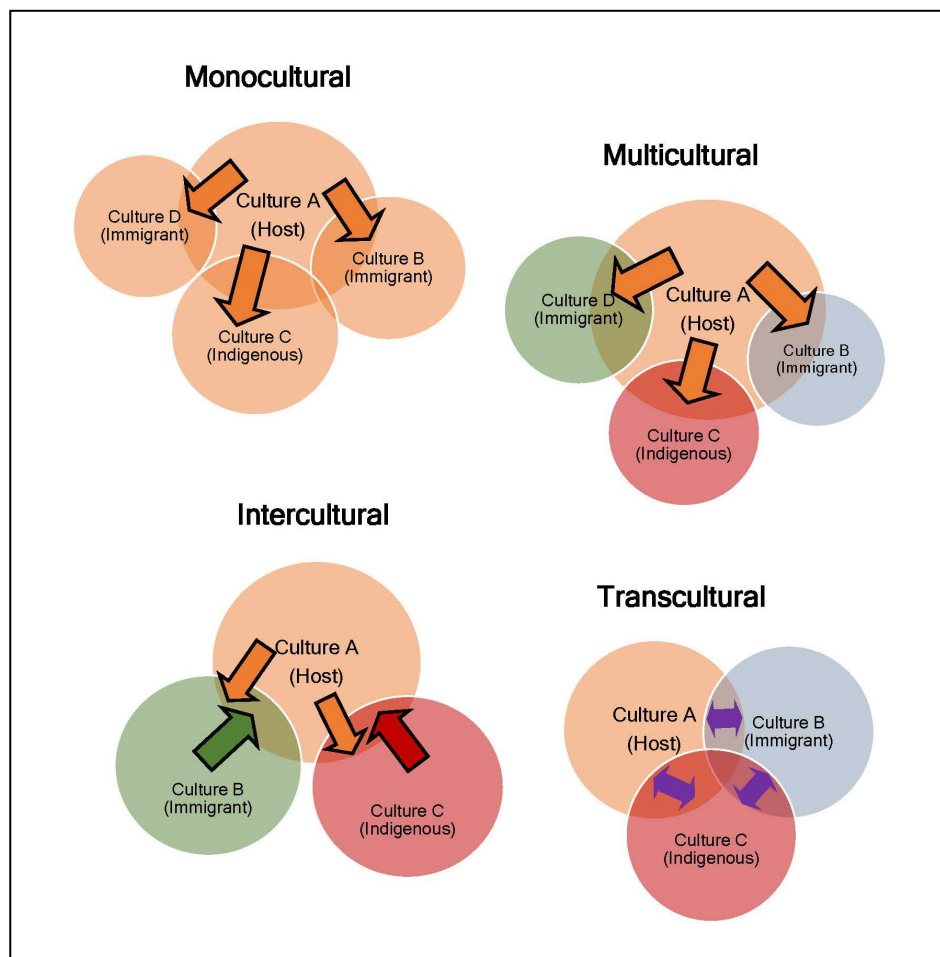 Monocultural
Culture A
(Host)
Culture D
(Immigrant)
Culture B
(Immigrant)
Culture C
(Indigenous)
Multicultural
Culture D
(Immigrant)
Culture A
(Host)
Culture B
(Immigrant)
Culture C
(Indigenous)
Intercultural
Culture A
(Host)
Culture B
(Immigrant)
Culture C
(Indigenous)
Transcultural
Culture A
(Host)
Culture B
(Immigrant)
Culture C
(Indigenous)